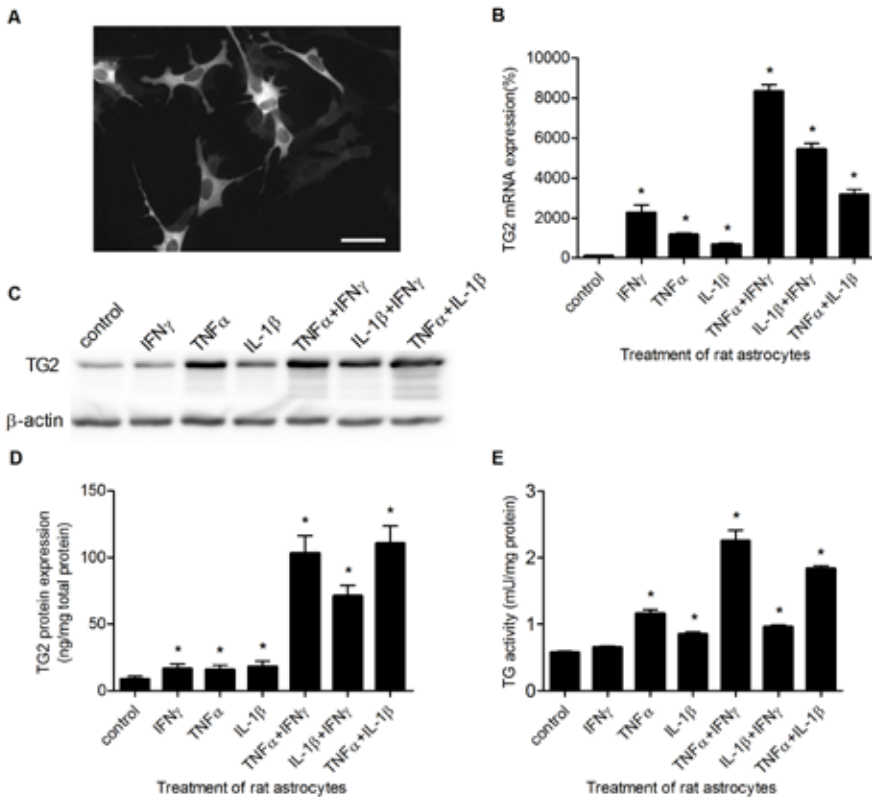 A
B
TG2 mRNA expression(%)
10000
8000
6000
4000
2000
0
*
*
*
*
*
*
control
IFNγ
TNFα
IL-1β
TNFα+IFNγ
IL-1β+IFNγ
TNFα+IL-1β
Treatment of rat astrocytes
C
control
IFNγ
TNFα
IL-1β
TNFα+IFNγ
IL-1β+IFNγ
TNFα+IL-1β
TG2
β-actin
D
TG2 protein expression
(ng/mg total protein)
150
100
50
0
*
*
*
*
*
*
control
IFNγ
TNFα
IL-1β
TNFα+IFNγ
IL-1β+IFNγ
TNFα+IL-1β
Treatment of rat astrocytes
E
TG activity (mU/mg protein)
3
2
1
0
*
*
*
*
*
control
IFNγ
TNFα
IL-1β
TNFα+IFNγ
IL-1β+IFNγ
TNFα+IL-1β
Treatment of rat astrocytes